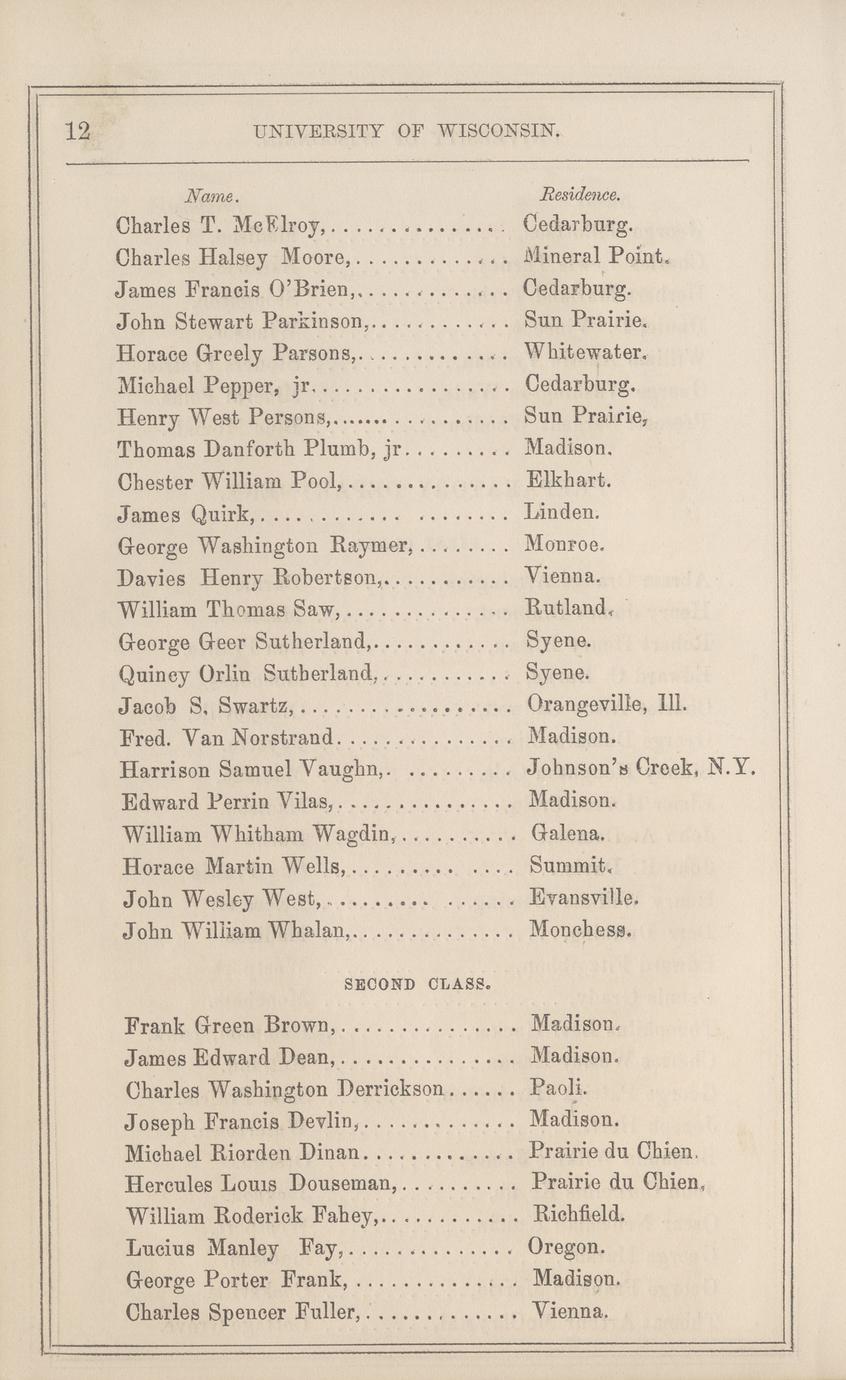 12
UNIVERSITY OF WISCONSIN.
Name. Residence.
Charles T. McElroy,............... Cedarburg.
Charles Halsey Moore,............. Mineral Point.
James Francis O'Brien,............. Cedarburg.
John Stewart Parkinson,............ Sun Prairie.
Horace Greely Parsons,............. Whitewater.
Michael Pepper, jr................. Cedarburg.
Henry West Persons,............... Sun Prairie,
Thomas Danforth Plumb, jr......... Madison.
Chester William Pool,.............. Elkhart.
James Quirk,............ ........ Linden.
George Washington Raymer,........ Monroe.
Davies Henry Robertson,........... Vienna.
William Thomas Saw,.............. Rutland.
George Geer Sutherland,............ Syene.
Quincy Orlin Sutherland,........... Syene.
Jacob S. Swartz,.................. Orangeville, Ill.
Fred. Van Norstrand............... Madison.
Harrison Samuel Vaughn,. ......... Johnson's Creek, N.Y.
Edward Perrin Vilas,............... Madison.
William Whitham Wagdin,.......... Galena.
Horace Martin Wells,......... .... Summit.
John Wesley West,......... ...... Evansville.
John William Whalan,.............. Monchess.
SECOND CLASS.
Frank Green Brown,............... Madison.
James Edward Dean,............... Madison.
Charles Washington Derrickson...... Paoli.
Joseph Francis Devlin,............. Madison.
Michael Riorden Dinan............. Prairie du Chien.
Hercules Louis Douseman,.......... Prairie du Chien,
William Roderick Fahey,............ Richfield.
Lucius Manley Fay,............... Oregon.
George Porter Frank, .............. Madison.
Charles Spencer Fuller,............. Vienna.